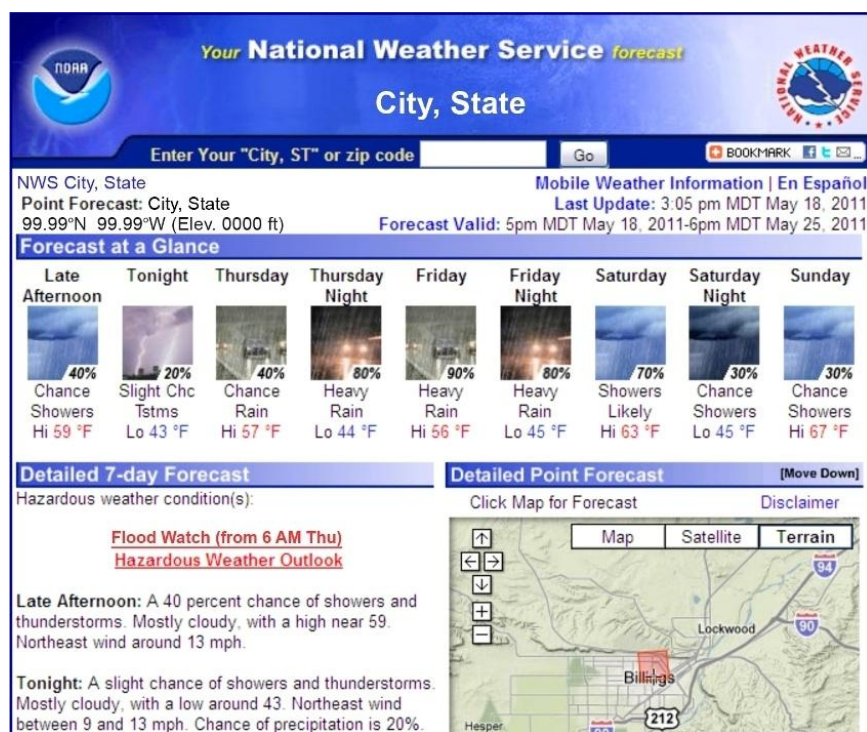 NOAA
Your National Weather Service forecast
NATIONAL WEATHER SERVICE
City, State
Enter Your "City, ST" or zip code
Go
BOOKMARK
NWS City, State
Mobile Weather Information | En Español
Point Forecast: City, State
Last Update: 3:05 pm MDT May 18, 2011
99.99°N 99.99°W (Elev. 0000 ft)
Forecast Valid: 5pm MDT May 18, 2011-6pm MDT May 25, 2011
Forecast at a Glance
Late Afternoon
40%
Chance Showers
Hi 59 °F
Tonight
20%
Slight Chc Tstms
Lo 43 °F
Thursday
40%
Chance Rain
Hi 57 °F
Thursday Night
80%
Heavy Rain
Lo 44 °F
Friday
90%
Heavy Rain
Hi 56 °F
Friday Night
80%
Heavy Rain
Lo 45 °F
Saturday
70%
Showers Likely
Hi 63 °F
Saturday Night
30%
Chance Showers
Lo 45 °F
Sunday
30%
Chance Showers
Hi 67 °F
Detailed 7-day Forecast
Hazardous weather condition(s):
Flood Watch (from 6 AM Thu)
Hazardous Weather Outlook
Late Afternoon: A 40 percent chance of showers and
thunderstorms. Mostly cloudy, with a high near 59.
Northeast wind around 13 mph.
Tonight: A slight chance of showers and thunderstorms.
Mostly cloudy, with a low around 43. Northeast wind
between 9 and 13 mph. Chance of precipitation is 20%.
Detailed Point Forecast
[Move Down]
Click Map for Forecast
Disclaimer
Map
Satellite
Terrain
94
Lockwood
90
Billings
212
Hesper